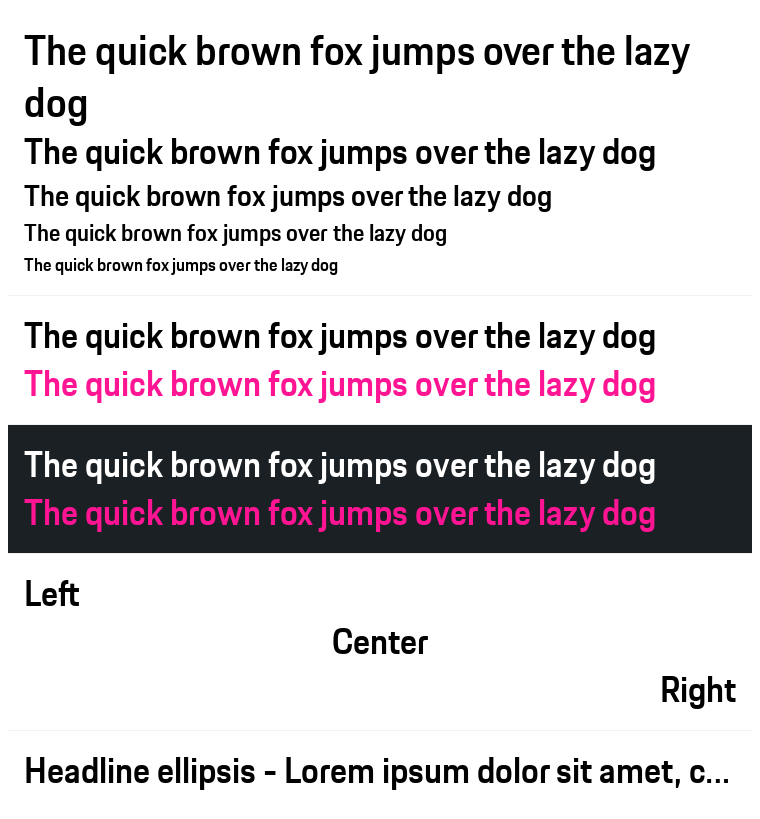 The quick brown fox jumps over the lazy
dog
The quick brown fox jumps over the lazy dog
The quick brown fox jumps over the lazy dog
The quick brown fox jumps over the lazy dog
The quick brown fox jumps over the lazy dog
The quick brown fox jumps over the lazy dog
The quick brown fox jumps over the lazy dog
The quick brown fox jumps over the lazy dog
The quick brown fox jumps over the lazy dog
Left
Center
Right
Headline ellipsis - Lorem ipsum dolor sit amet, c...